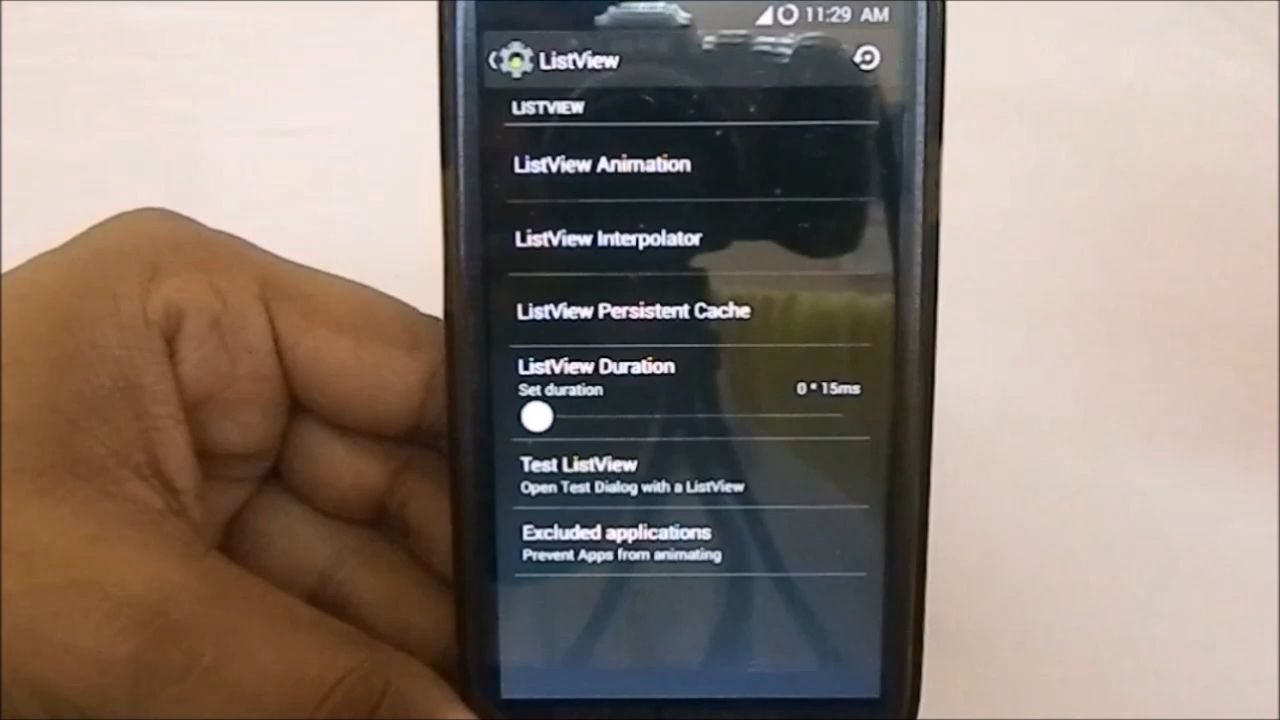 11:29 AM
ListView
LISTVIEW
ListView Animation
ListView Interpolator
ListView Persistent Cache
ListView Duration
Set duration 0 * 15ms
Test ListView
Open Test Dialog with a ListView
Excluded applications
Prevent Apps from animating